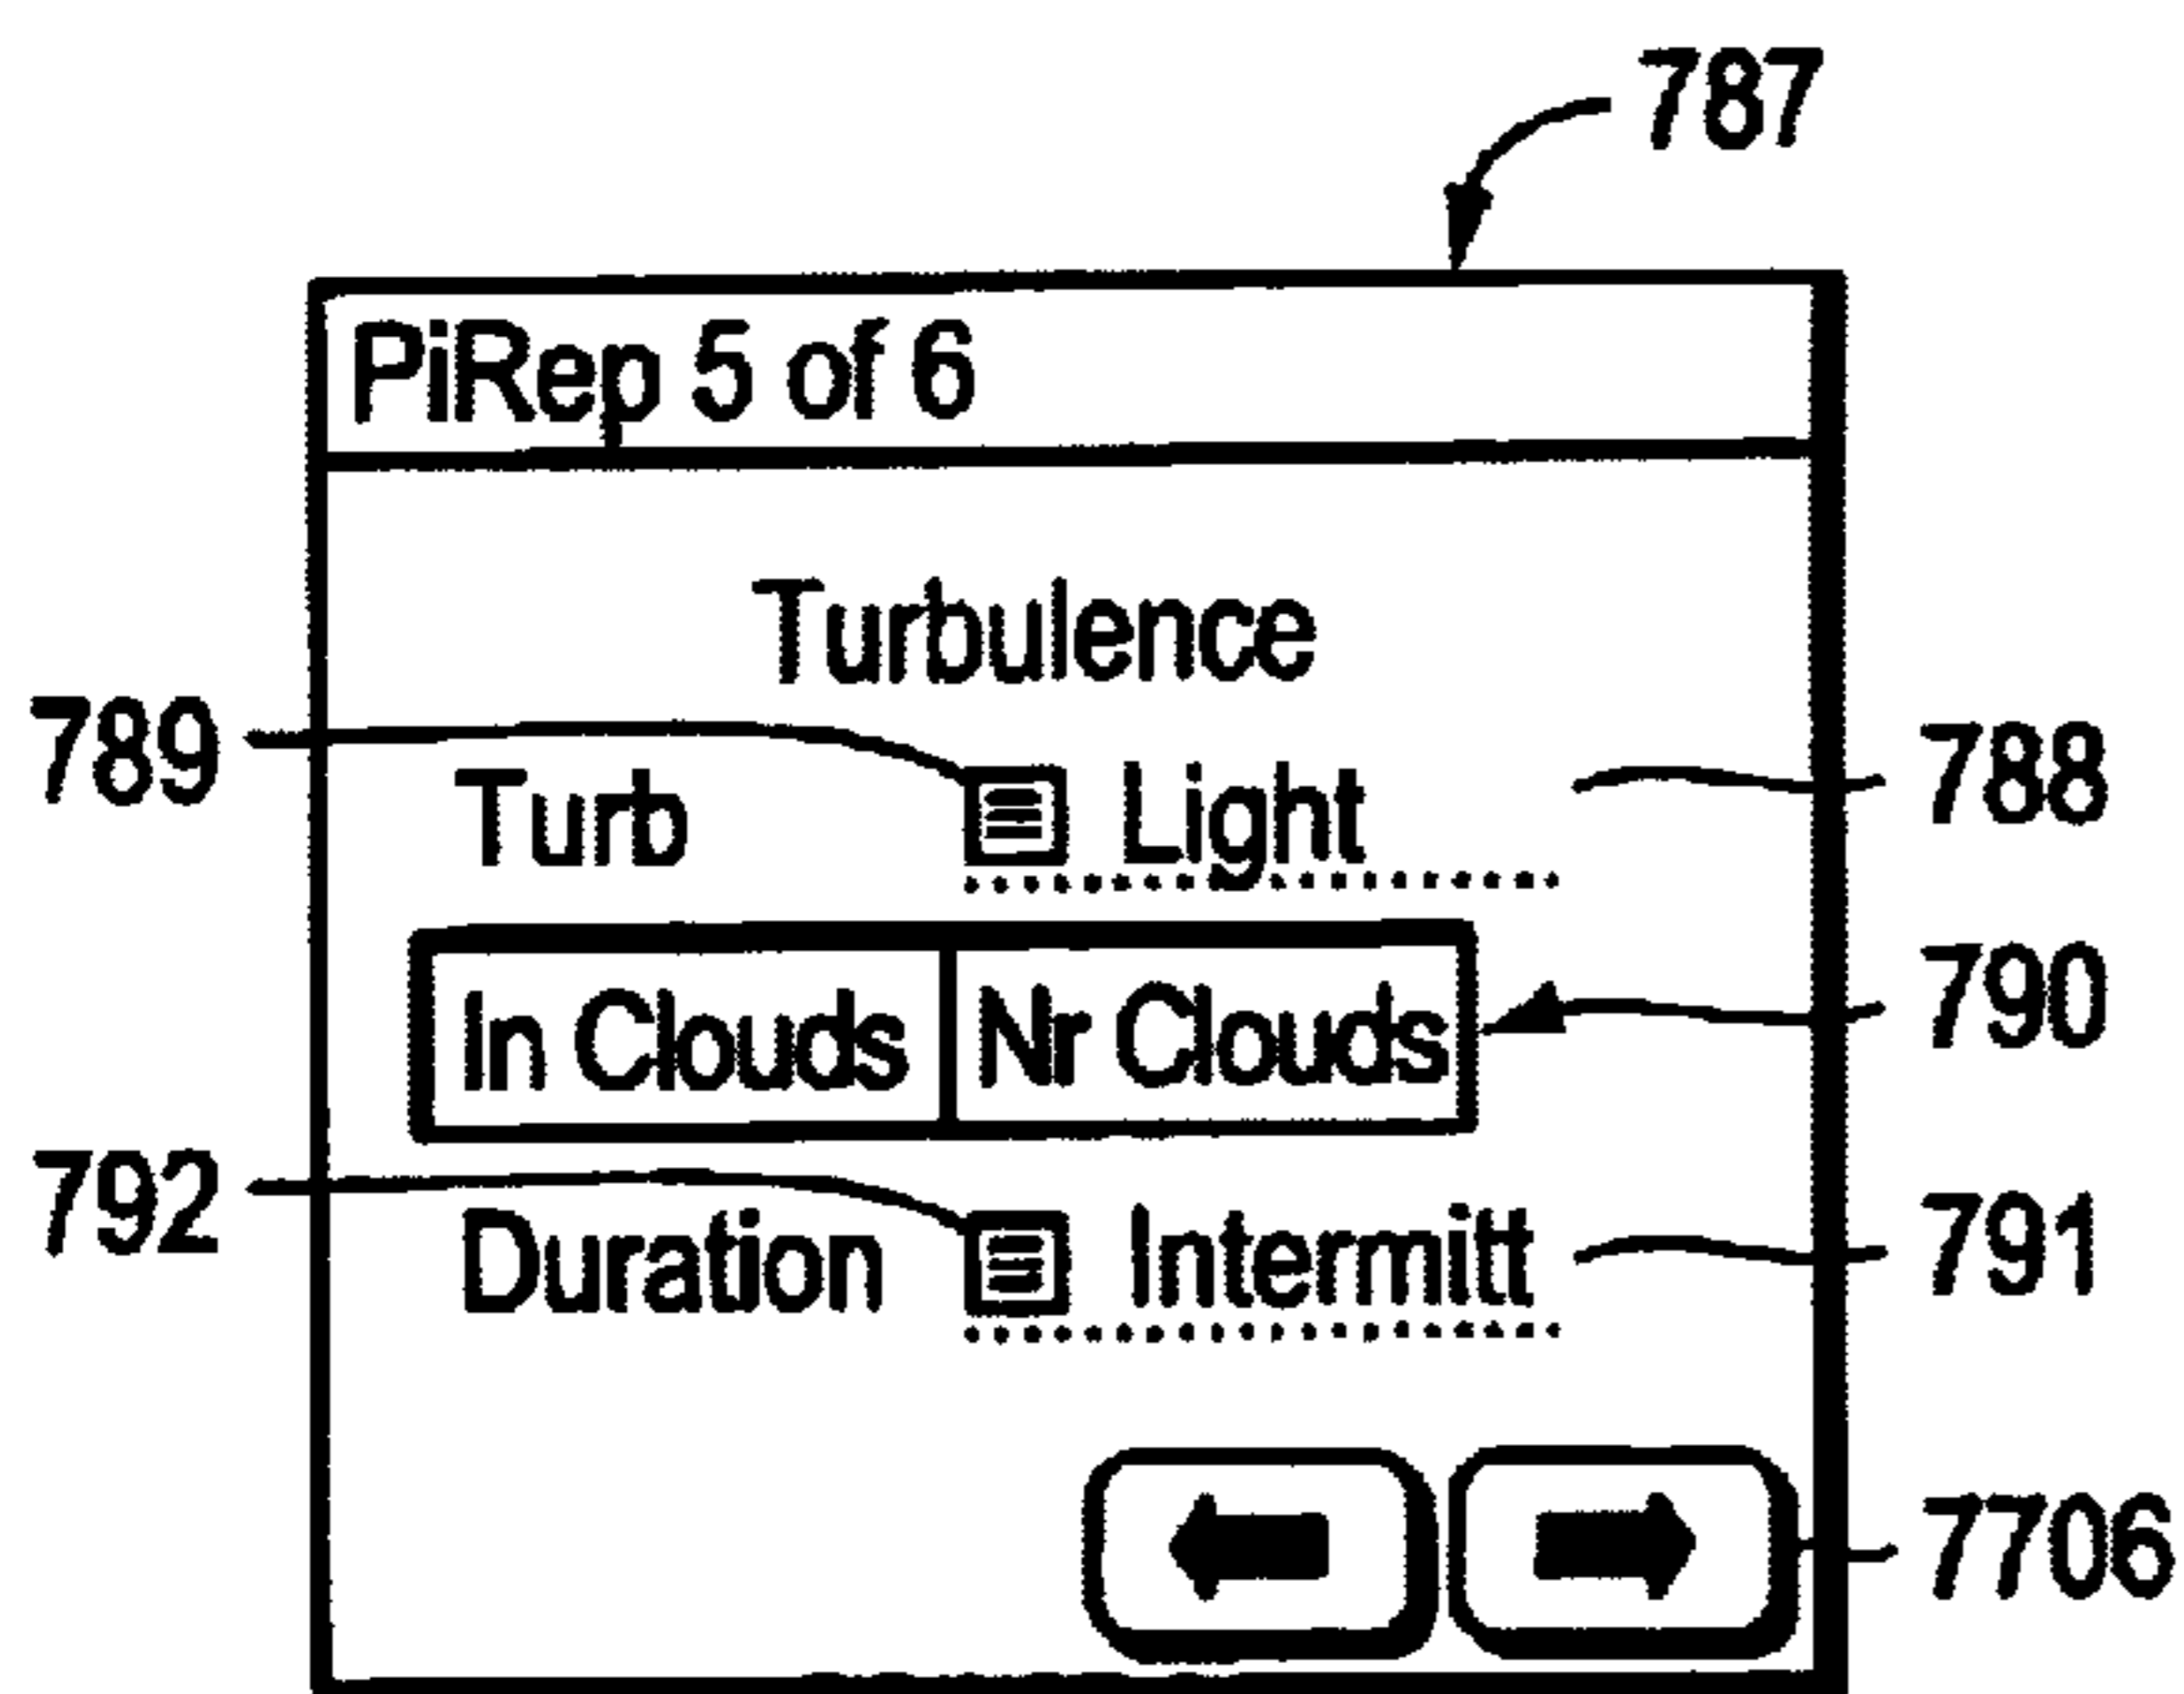 787
PiRep 5 of 6
Turbulence
789
Turb Light
788
In Clouds Nr Clouds
790
792
Duration Intermitt
791
7706